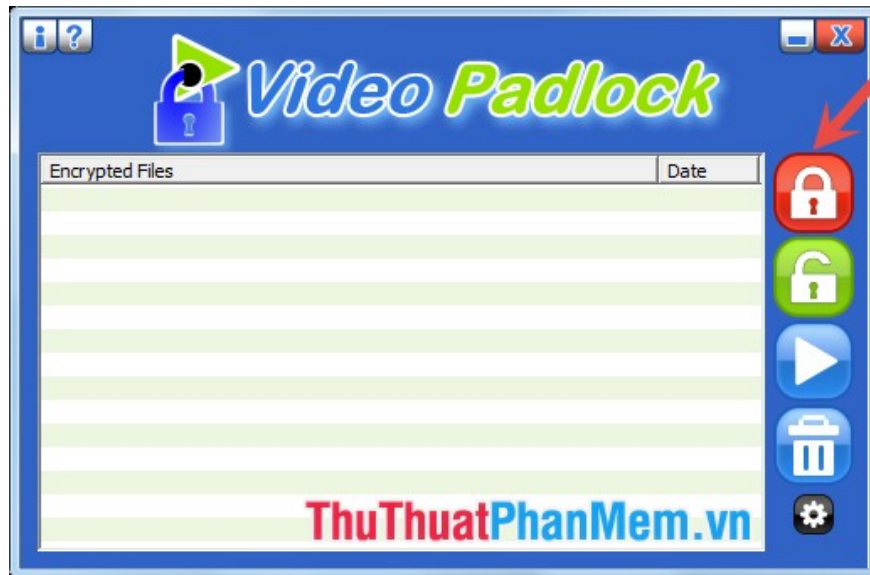 i ?
X
Video Padlock
Encrypted Files Date
ThuThuatPhanMem.vn